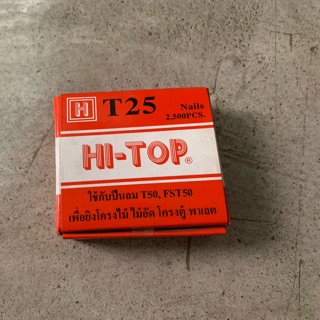 H T25 Nails
2,500PCS.
HI-TOP®
ใช้กับปืนลม T50, FST50
เพื่อยิงโครงไม้ ไม้อัด โครงตู้ พาเลต